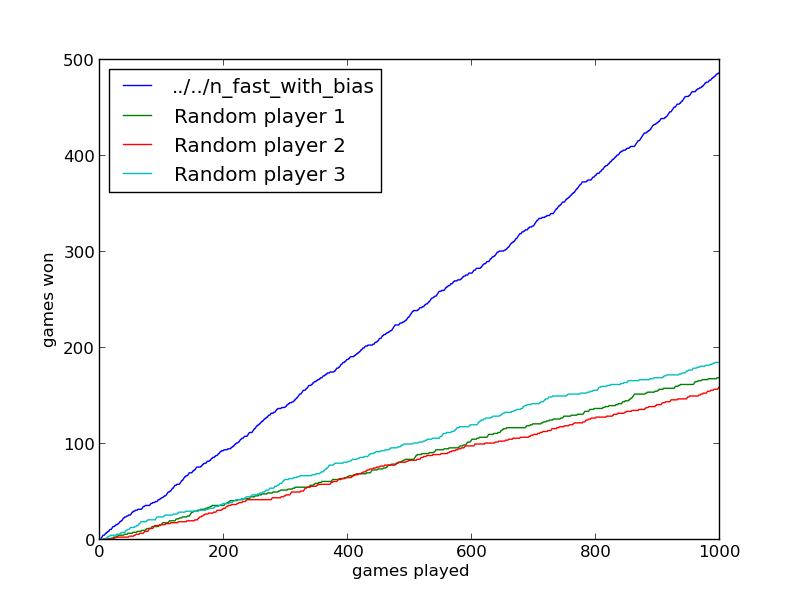 500
400
300
200
100
0
games won
../../n_fast_with_bias
Random player 1
Random player 2
Random player 3
0 200 400 600 800 1000
games played